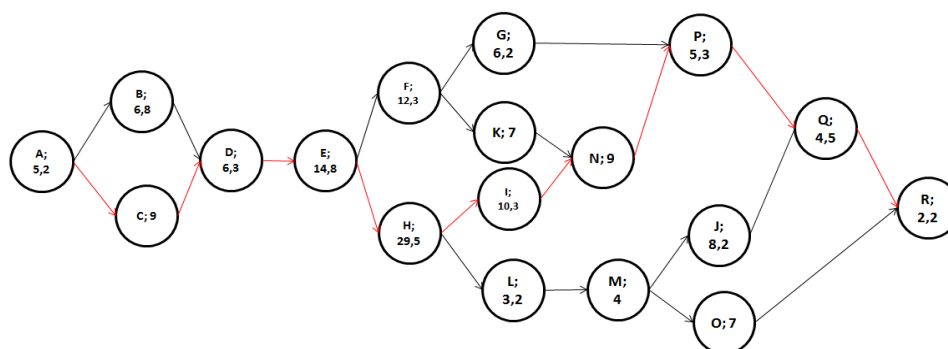 A;
5,2
B;
6,8
C; 9
D;
6,3
E;
14,8
F;
12,3
G;
6,2
K; 7
H;
29,5
I;
10,3
N; 9
L;
3,2
M;
4
P;
5,3
J;
8,2
O; 7
Q;
4,5
R;
2,2